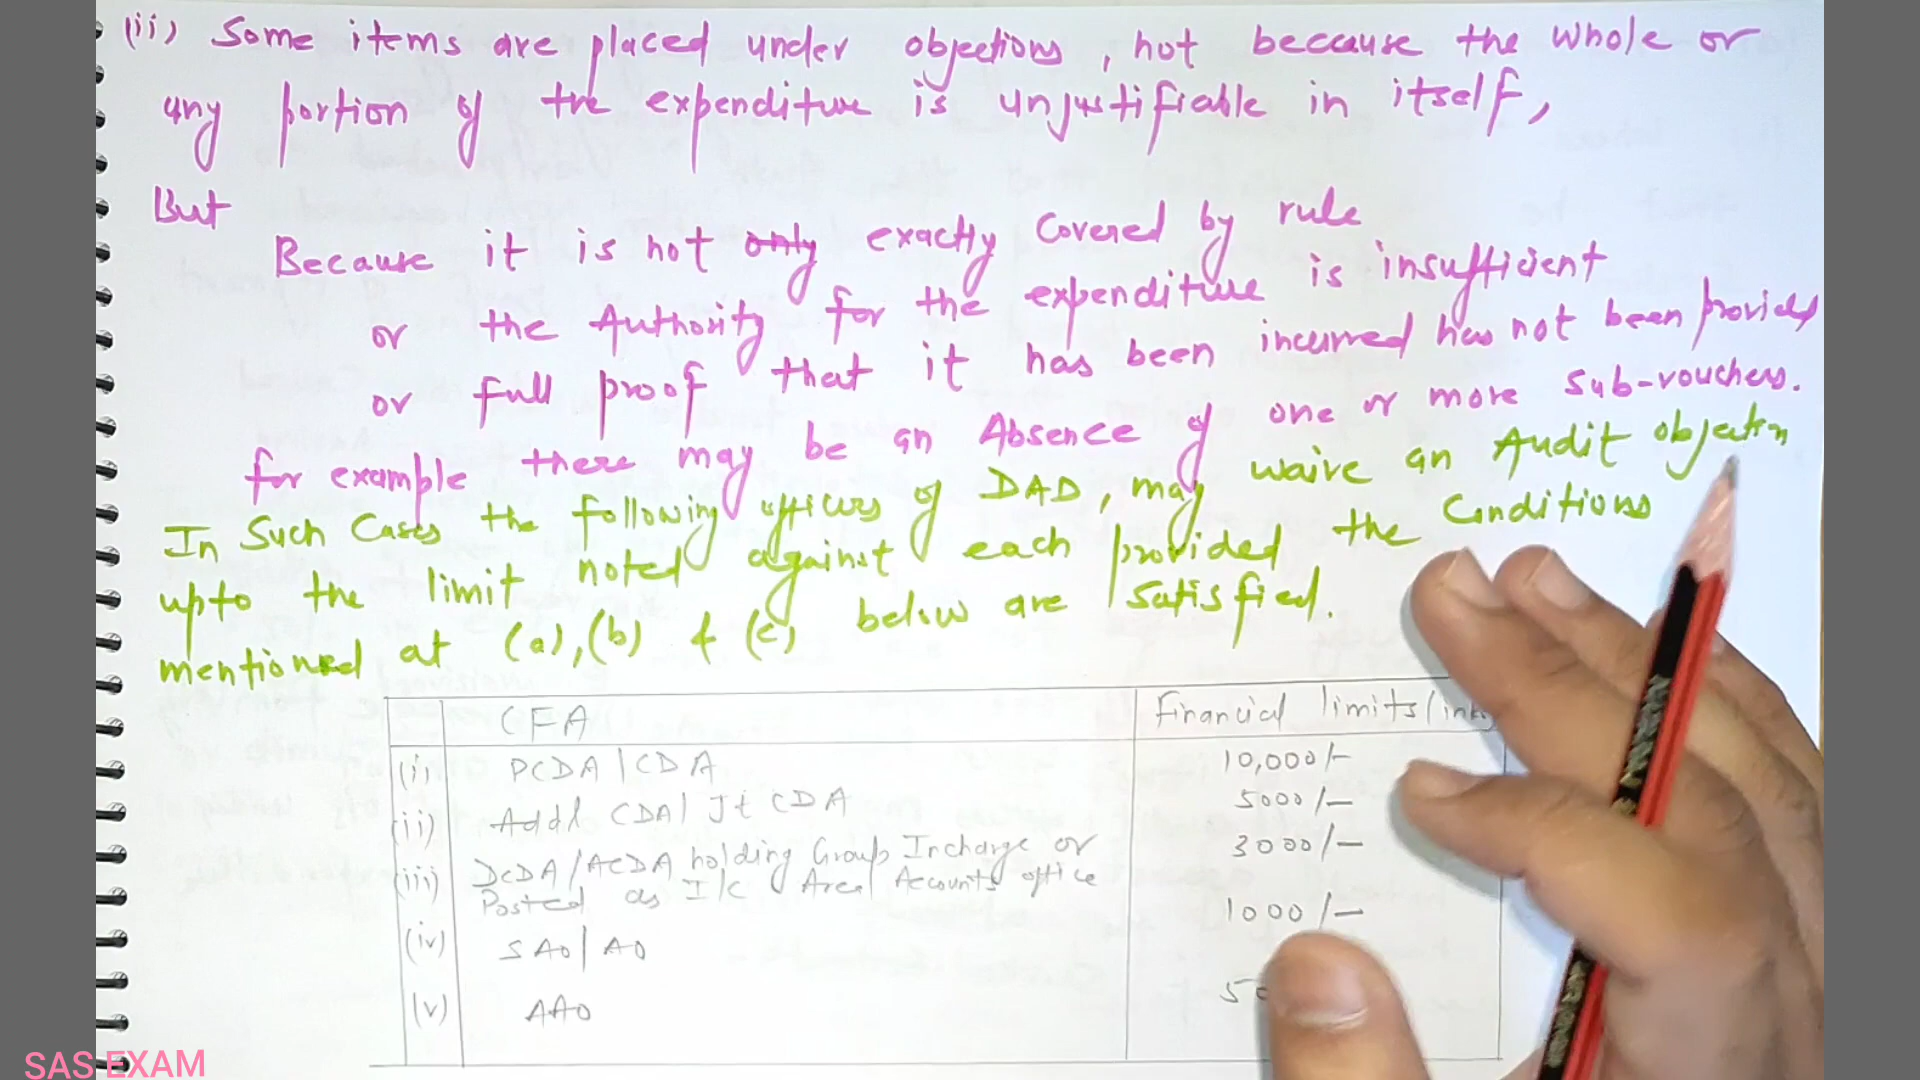 (ii) Some items are placed under objections, not because the whole or
any portion of the expenditure is unjustifiable in itself,
But
Because it is not only exactly covered by rule
or the Authority for the expenditure is insufficient
or full proof that it has been incurred has not been provided
for example there may be an Absence of one or more sub-vouchers.
In Such Cases the following officers of DAD, may waive an Audit objection
upto the limit noted against each provided the Conditions
mentioned at (a), (b) & (c) below are satisfied.
CFA Financial limits (in
(i) PCDA/CDA 10,000/-
(ii) Addl CDA/Jt CDA 5000/-
(iii) DCDA/ACDA holding Group Incharge or 3000/-
Posted as I/C Area Accounts office
(iv) SAO/AO 1000/-
(v) AAO
SAS EXAM